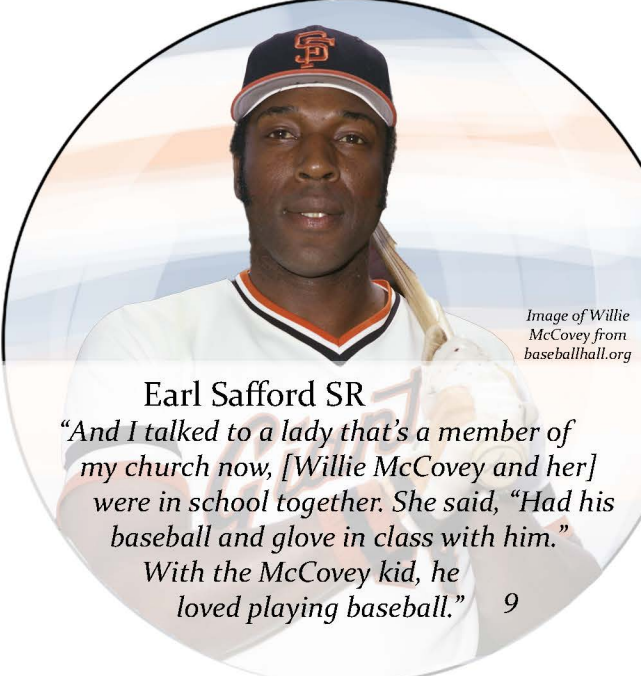 SF
Image of Willie
McCovey from
baseballhall.org
Giants
Earl Safford SR
“And I talked to a lady that’s a member of
my church now, [Willie McCovey and her]
were in school together. She said, “Had his
baseball and glove in class with him.”
With the McCovey kid, he
loved playing baseball.” 9